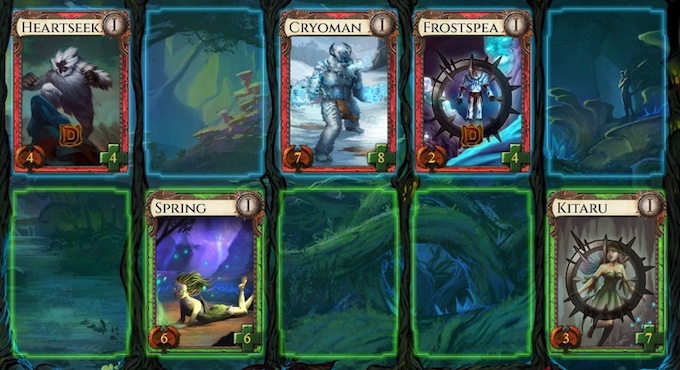 HEARTSEEK I
CRYOMAN I
FROSTSPEA I
D
D
4 4
7 8
2 4
SPRING I
KITARU I
6 6
3 7